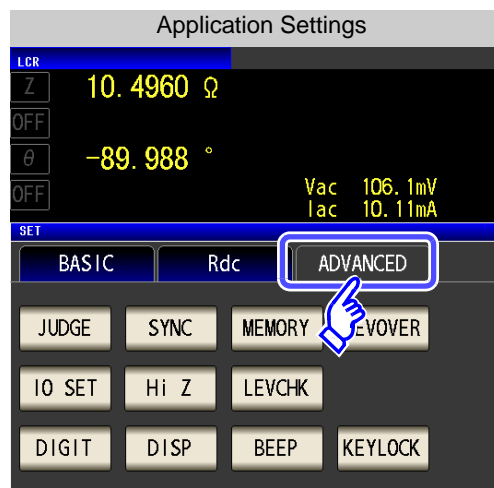 Application Settings
LCR
Z 10.4960 Ω
OFF
θ -89.988 °
OFF
Vac 106.1mV
Iac 10.11mA
SET
BASIC Rdc ADVANCED
JUDGE SYNC MEMORY EVOVER
IO SET Hi Z LEVCHK
DIGIT DISP BEEP KEYLOCK